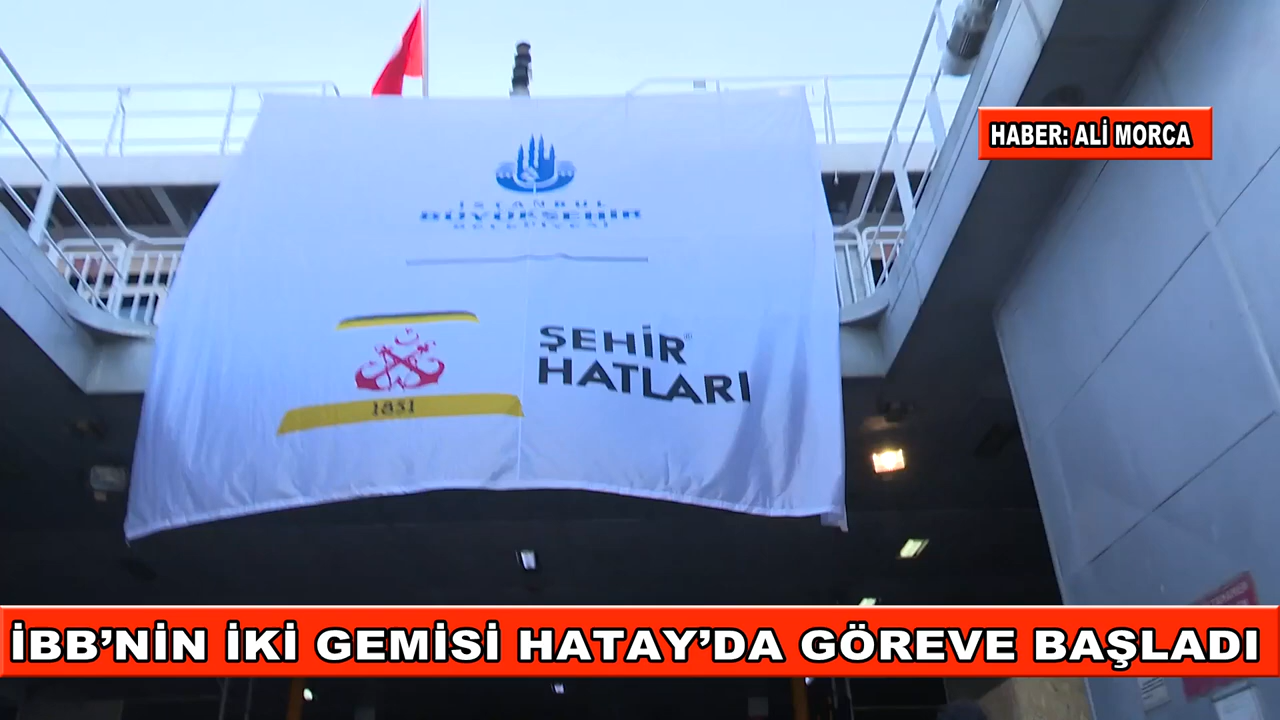 HABER: ALİ MORCA
İSTANBUL
BÜYÜKŞEHİR
BELEDİYESİ
ŞEHİR
HATLARI
1851
İBB’NİN İKİ GEMİSİ HATAY’DA GÖREVE BAŞLADI